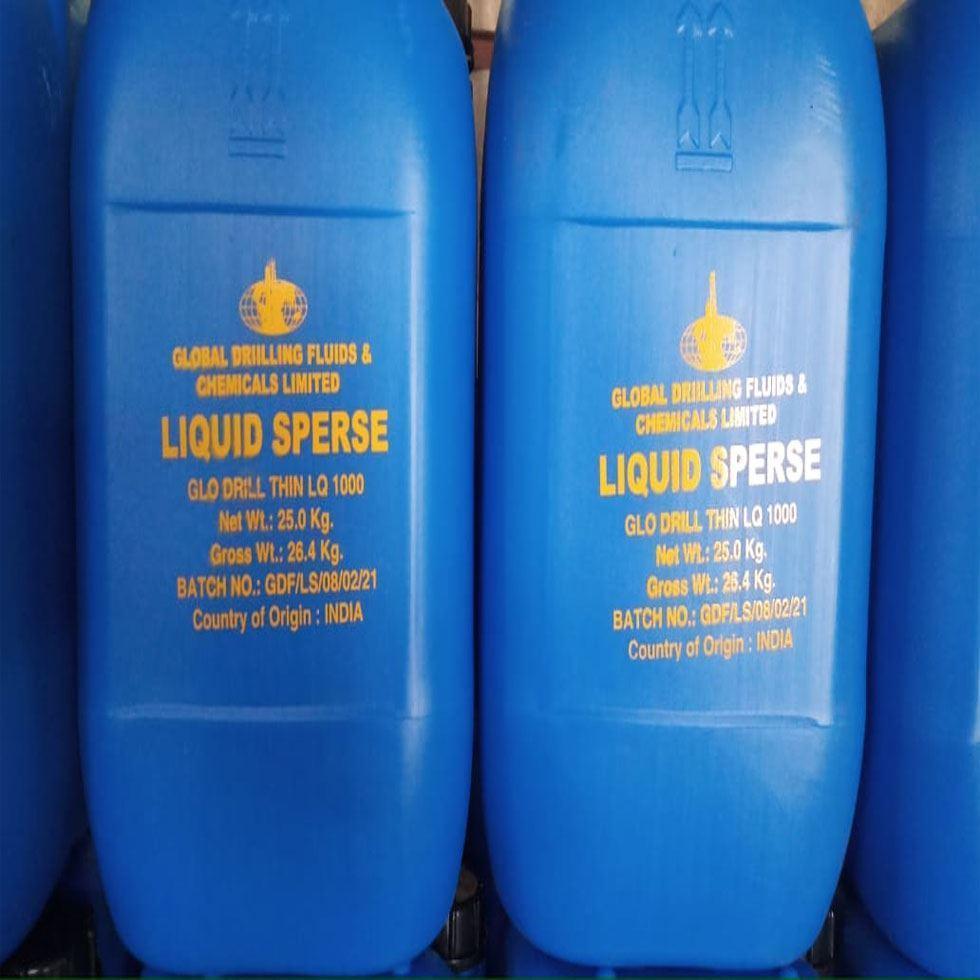 GLOBAL DRIILLING FLUIDS &
CHEMICALS LIMITED
LIQUID SPERSE
GLO DRILL THIN LQ 1000
Net Wt.: 25.0 Kg.
Gross Wt.: 26.4 Kg.
BATCH NO.: GDF/LS/08/02/21
Country of Origin : INDIA
GLOBAL DRIILLING FLUIDS &
CHEMICALS LIMITED
LIQUID SPERSE
GLO DRILL THIN LQ 1000
Net Wt.: 25.0 Kg.
Gross Wt.: 26.4 Kg.
BATCH NO.: GDF/LS/08/02/21
Country of Origin : INDIA